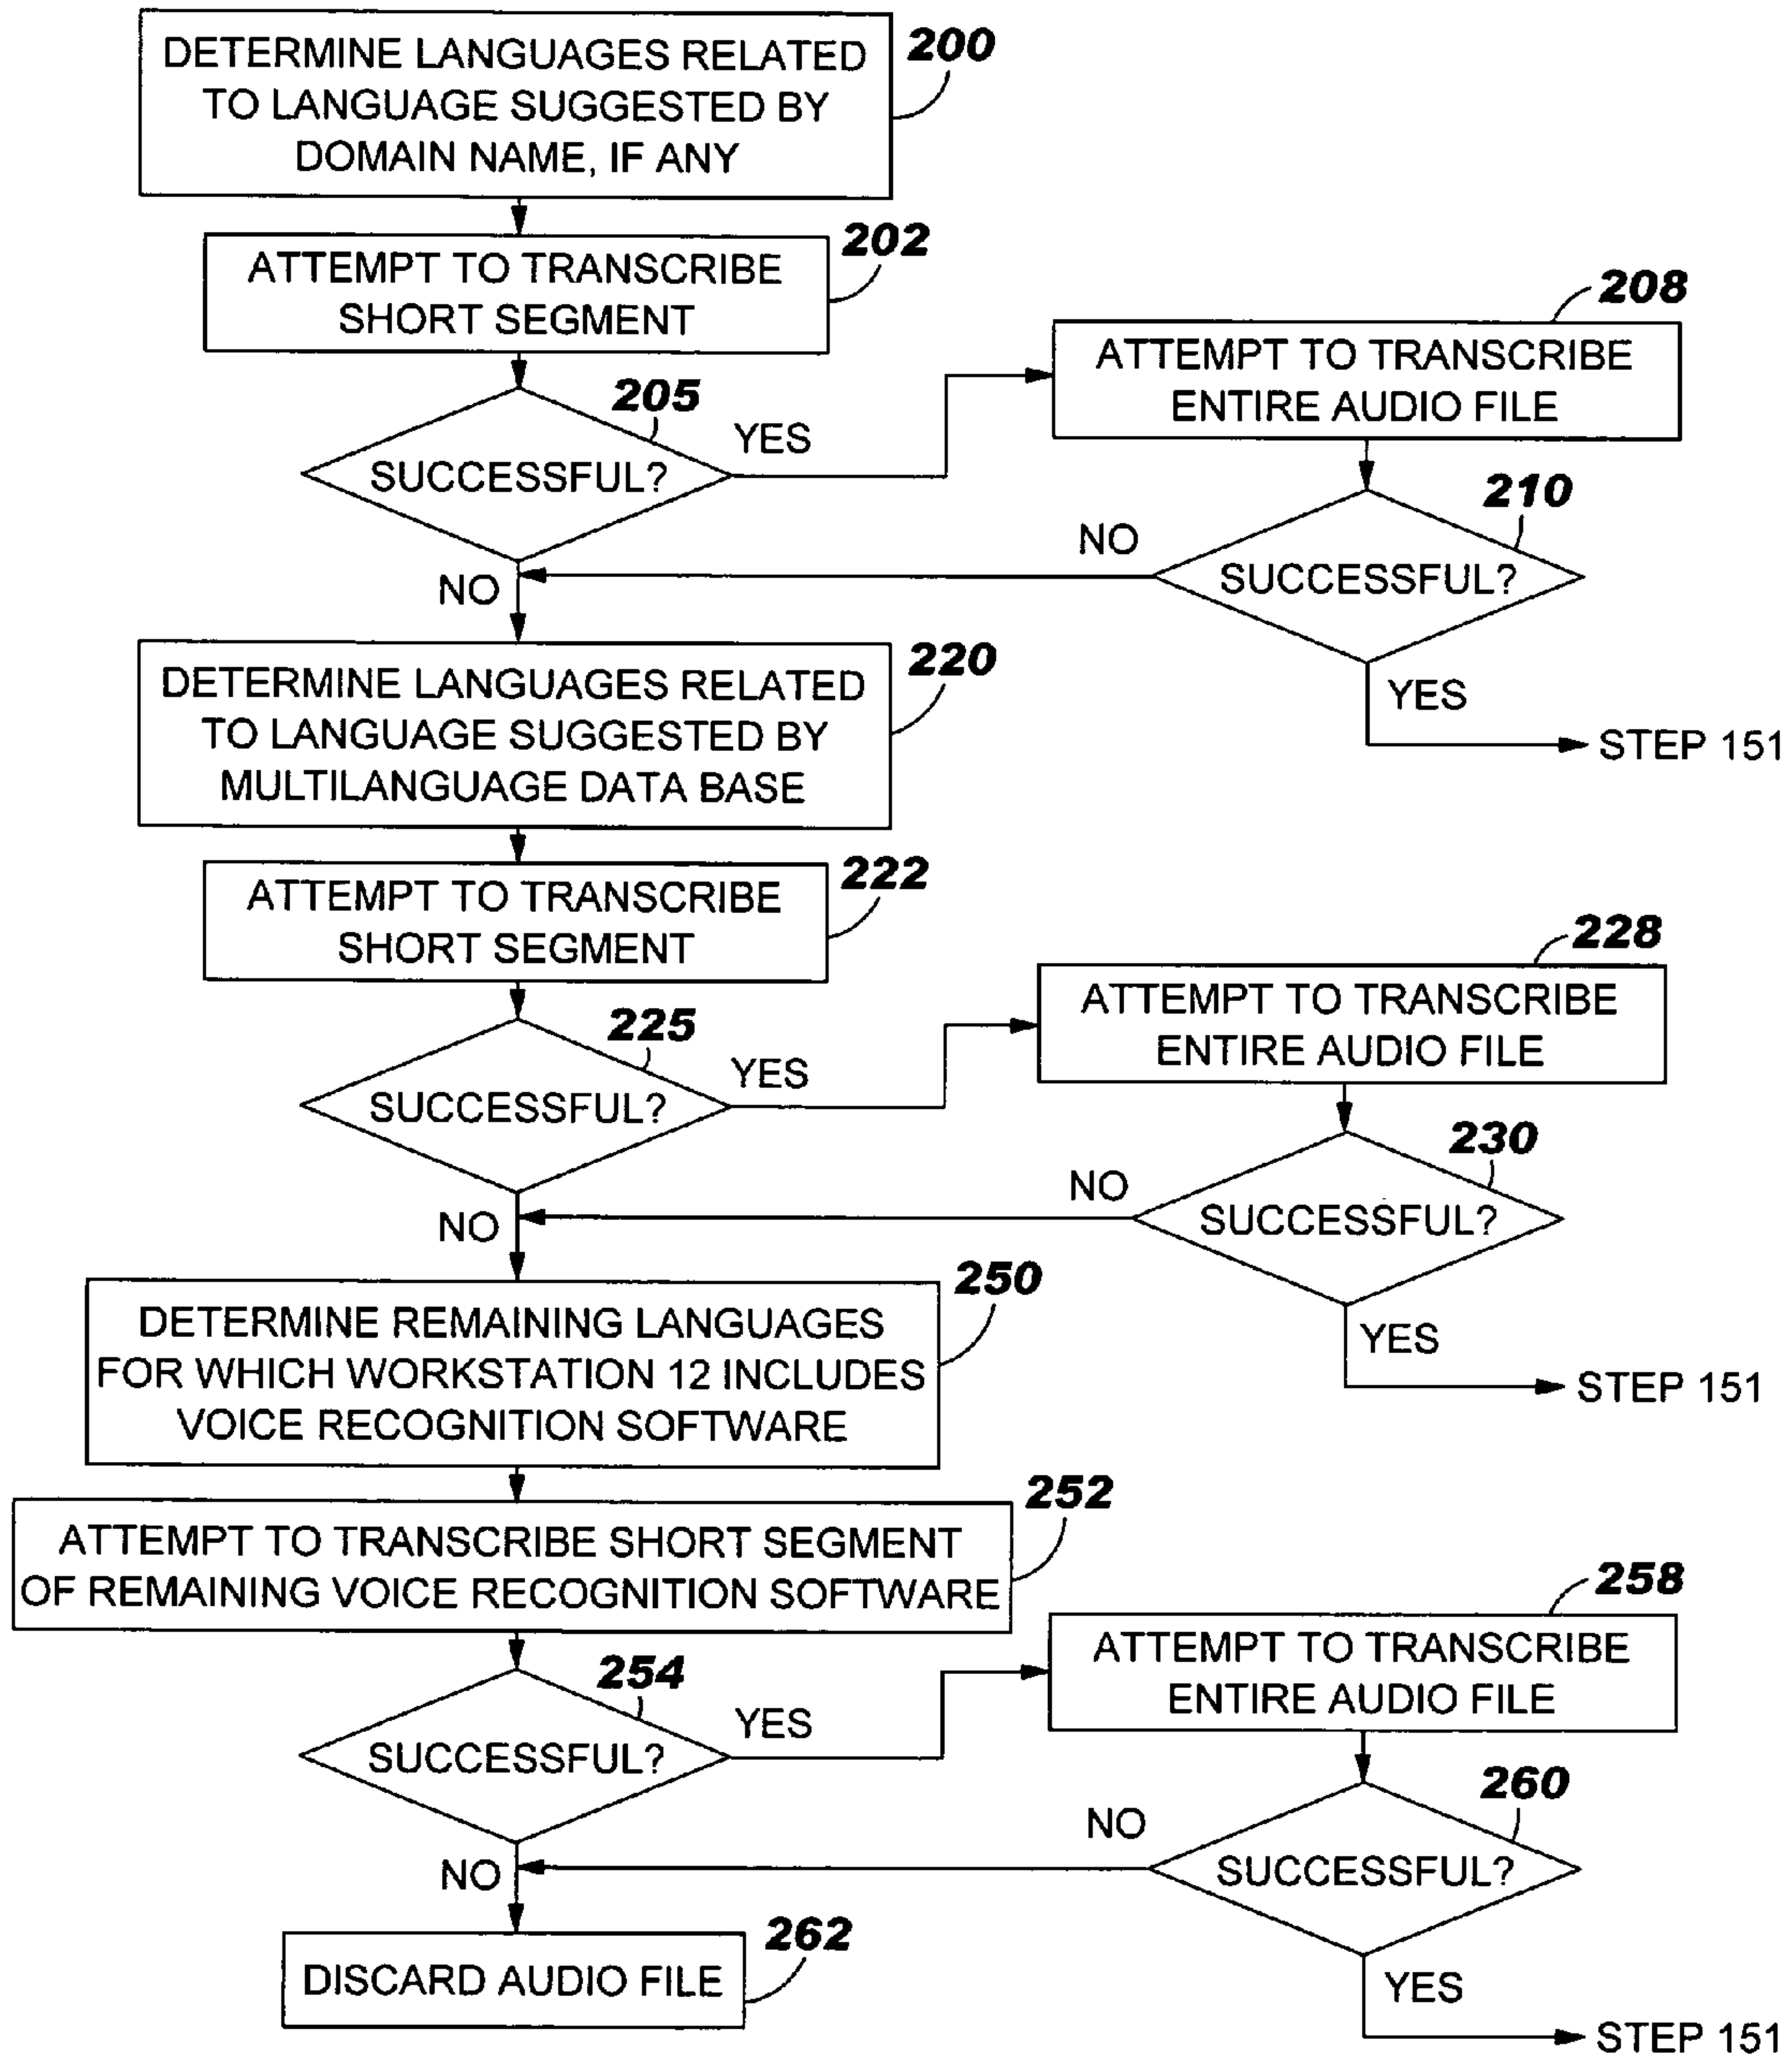 DETERMINE LANGUAGES RELATED
TO LANGUAGE SUGGESTED BY
DOMAIN NAME, IF ANY
200
ATTEMPT TO TRANSCRIBE
SHORT SEGMENT
202
SUCCESSFUL?
205
YES
NO
ATTEMPT TO TRANSCRIBE
ENTIRE AUDIO FILE
208
SUCCESSFUL?
210
NO
YES
STEP 151
DETERMINE LANGUAGES RELATED
TO LANGUAGE SUGGESTED BY
MULTILANGUAGE DATA BASE
220
ATTEMPT TO TRANSCRIBE
SHORT SEGMENT
222
SUCCESSFUL?
225
YES
NO
ATTEMPT TO TRANSCRIBE
ENTIRE AUDIO FILE
228
SUCCESSFUL?
230
NO
YES
STEP 151
DETERMINE REMAINING LANGUAGES
FOR WHICH WORKSTATION 12 INCLUDES
VOICE RECOGNITION SOFTWARE
250
ATTEMPT TO TRANSCRIBE SHORT SEGMENT
OF REMAINING VOICE RECOGNITION SOFTWARE
252
SUCCESSFUL?
254
YES
NO
ATTEMPT TO TRANSCRIBE
ENTIRE AUDIO FILE
258
SUCCESSFUL?
260
NO
YES
STEP 151
DISCARD AUDIO FILE
262